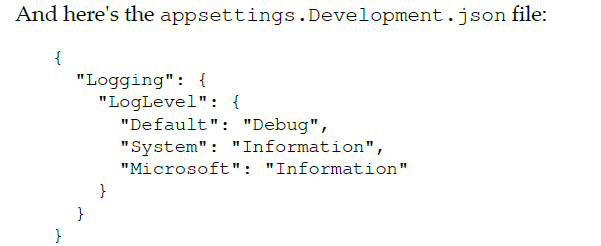 And here's the appsettings.Development.json file:
{
"Logging": {
"LogLevel": {
"Default": "Debug",
"System": "Information",
"Microsoft": "Information"
}
}
}